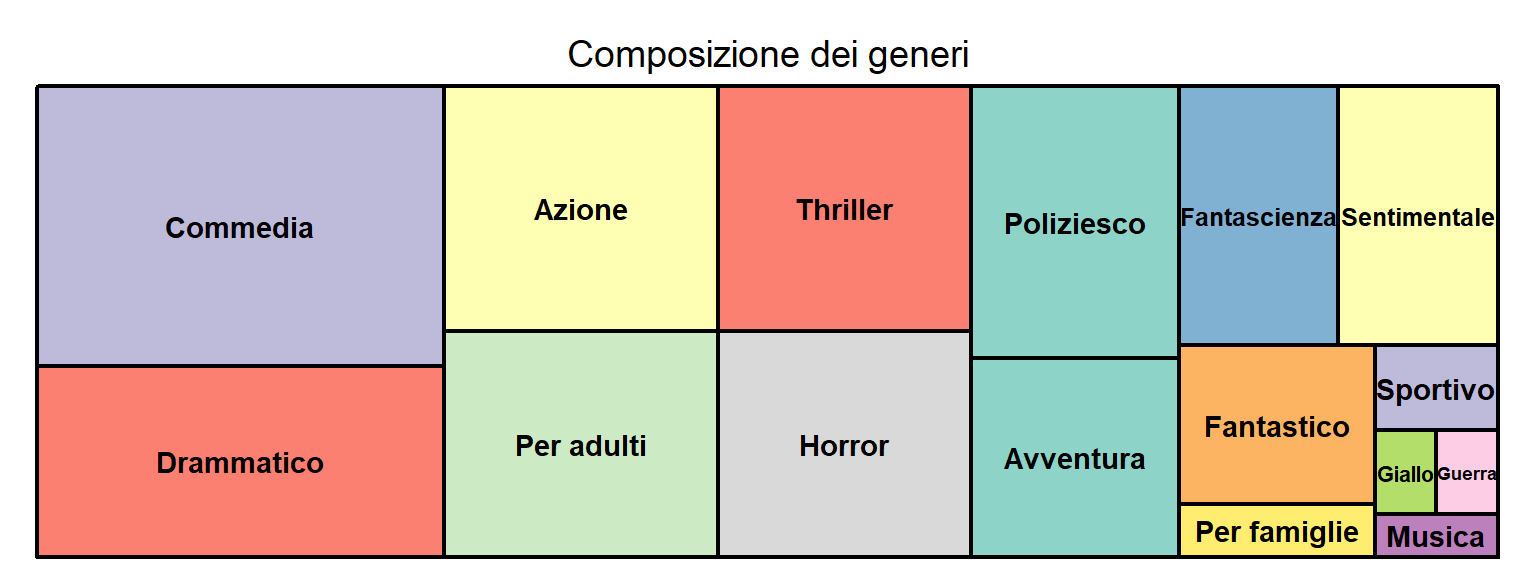 Composizione dei generi
Commedia
Drammatico
Azione
Per adulti
Thriller
Horror
Poliziesco
Avventura
Fantascienza
Sentimentale
Fantastico
Per famiglie
Sportivo
Giallo
Guerra
Musica